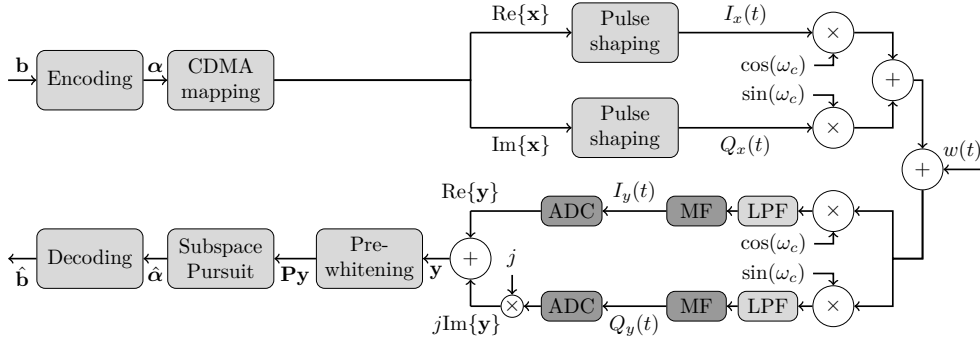 b
Encoding
α
CDMA
mapping
Re{x}
Pulse
shaping
I_x(t)
×
cos(ω_c)
+
Im{x}
Pulse
shaping
Q_x(t)
sin(ω_c)
×
w(t)
+
Re{y}
ADC
I_y(t)
MF
LPF
×
cos(ω_c)
b̂
Decoding
α̂
Subspace
Pursuit
Py
Pre-
whitening
y
+
j
×
jIm{y}
ADC
Q_y(t)
MF
LPF
sin(ω_c)
×